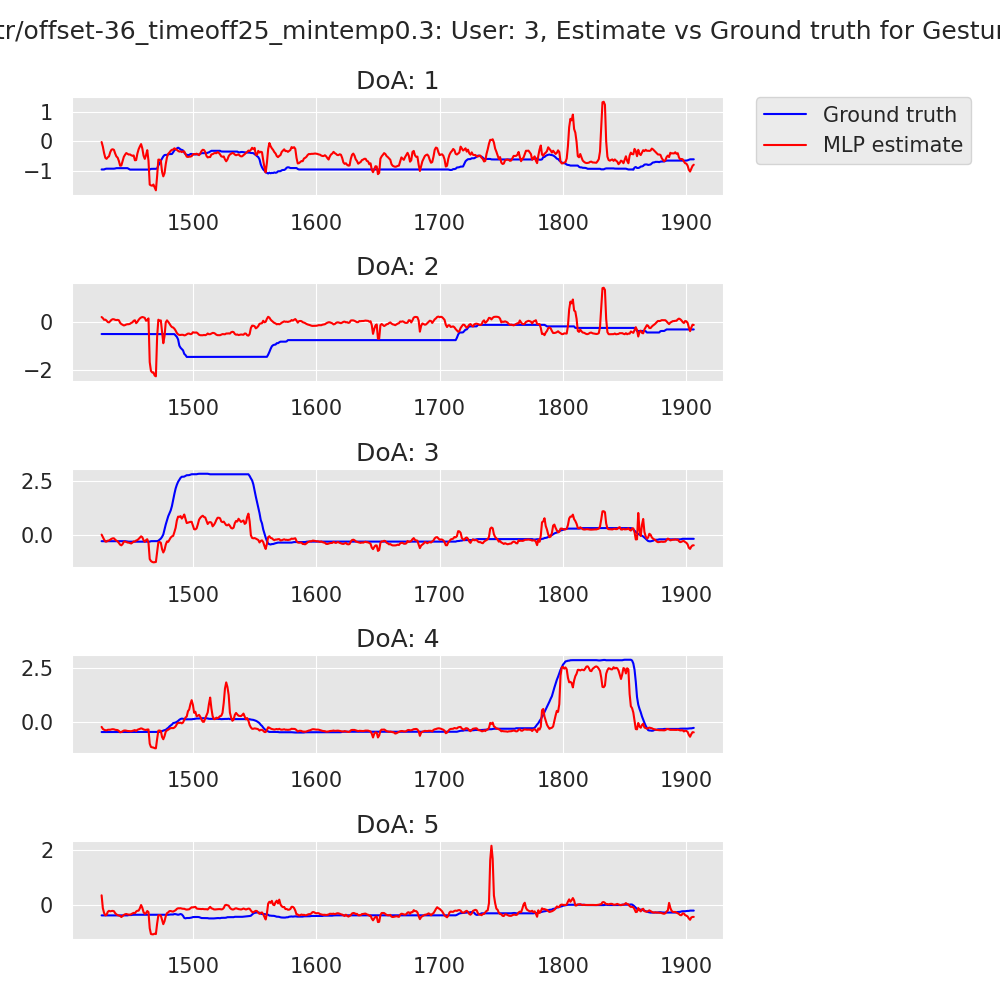 tr/offset-36_timeoff25_mintemp0.3: User: 3, Estimate vs Ground truth for Gestur
DoA: 1
Ground truth
MLP estimate
1
0
−1
1500 1600 1700 1800 1900
DoA: 2
0
−2
1500 1600 1700 1800 1900
DoA: 3
2.5
0.0
1500 1600 1700 1800 1900
DoA: 4
2.5
0.0
1500 1600 1700 1800 1900
DoA: 5
2
0
1500 1600 1700 1800 1900